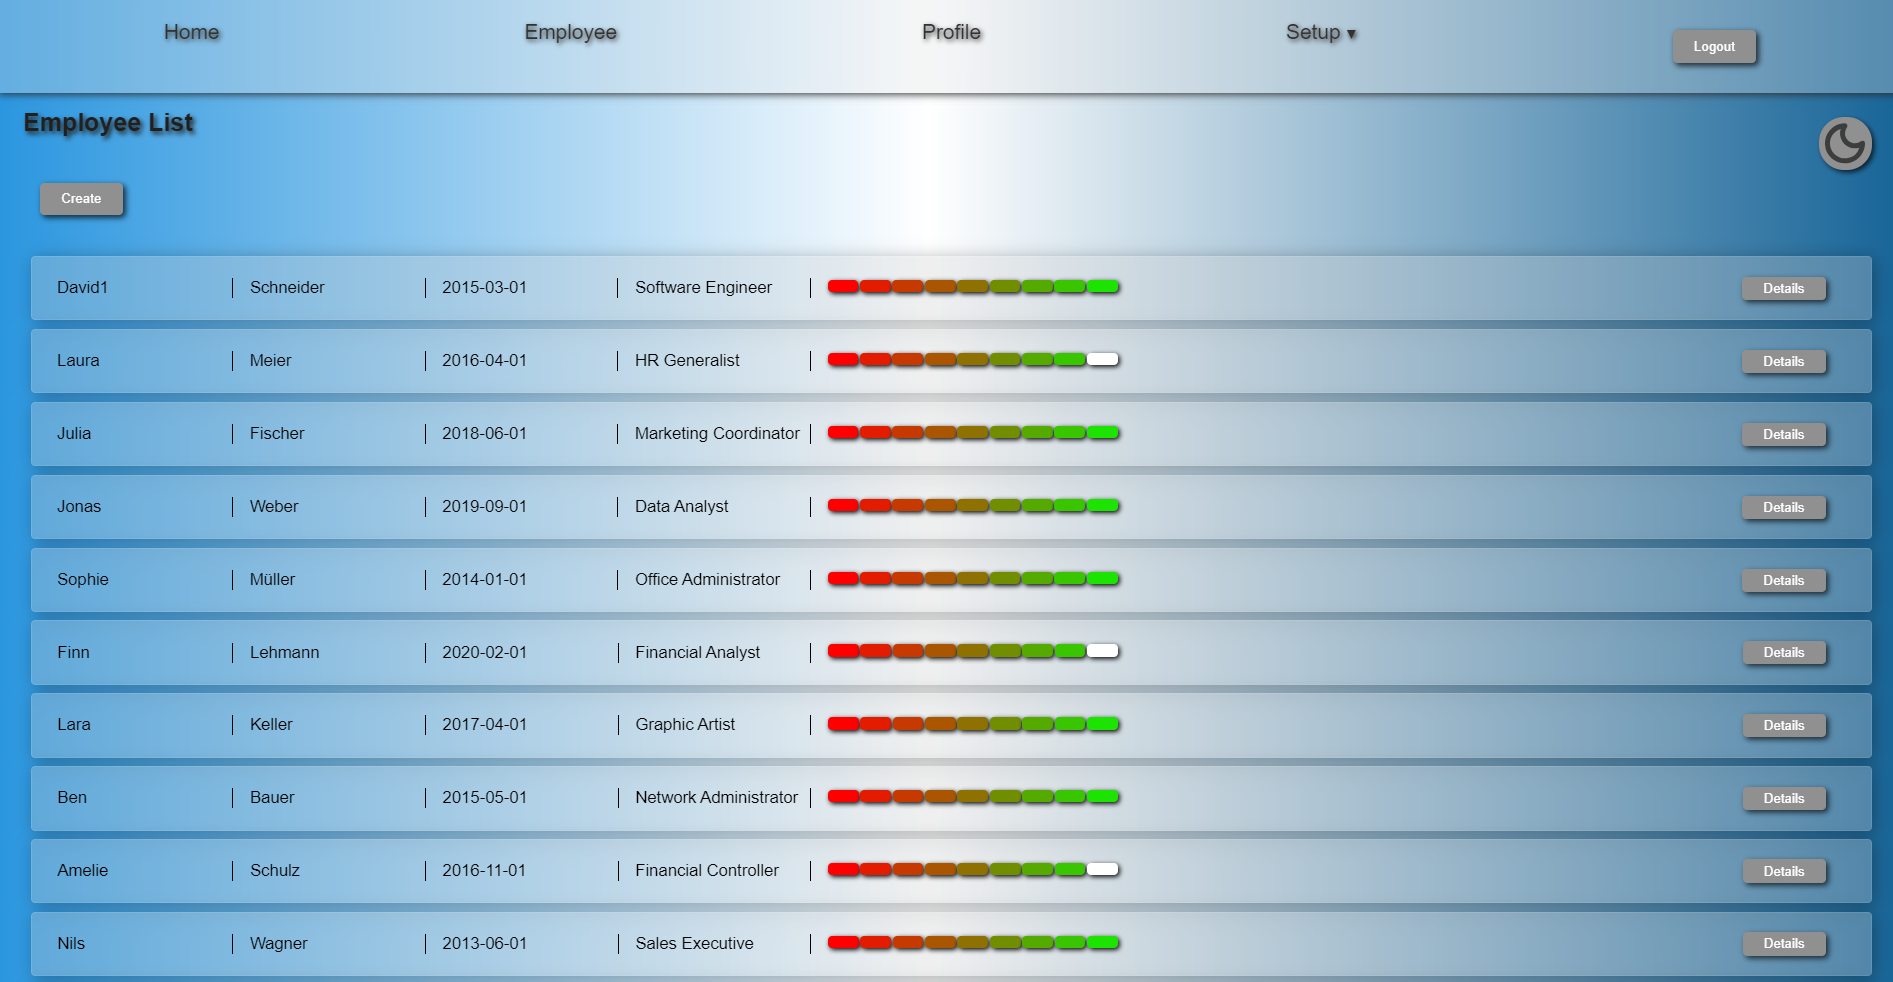 Home Employee Profile Setup ▾ Logout
Employee List
Create
David1 Schneider 2015-03-01 Software Engineer Details
Laura Meier 2016-04-01 HR Generalist Details
Julia Fischer 2018-06-01 Marketing Coordinator Details
Jonas Weber 2019-09-01 Data Analyst Details
Sophie Müller 2014-01-01 Office Administrator Details
Finn Lehmann 2020-02-01 Financial Analyst Details
Lara Keller 2017-04-01 Graphic Artist Details
Ben Bauer 2015-05-01 Network Administrator Details
Amelie Schulz 2016-11-01 Financial Controller Details
Nils Wagner 2013-06-01 Sales Executive Details